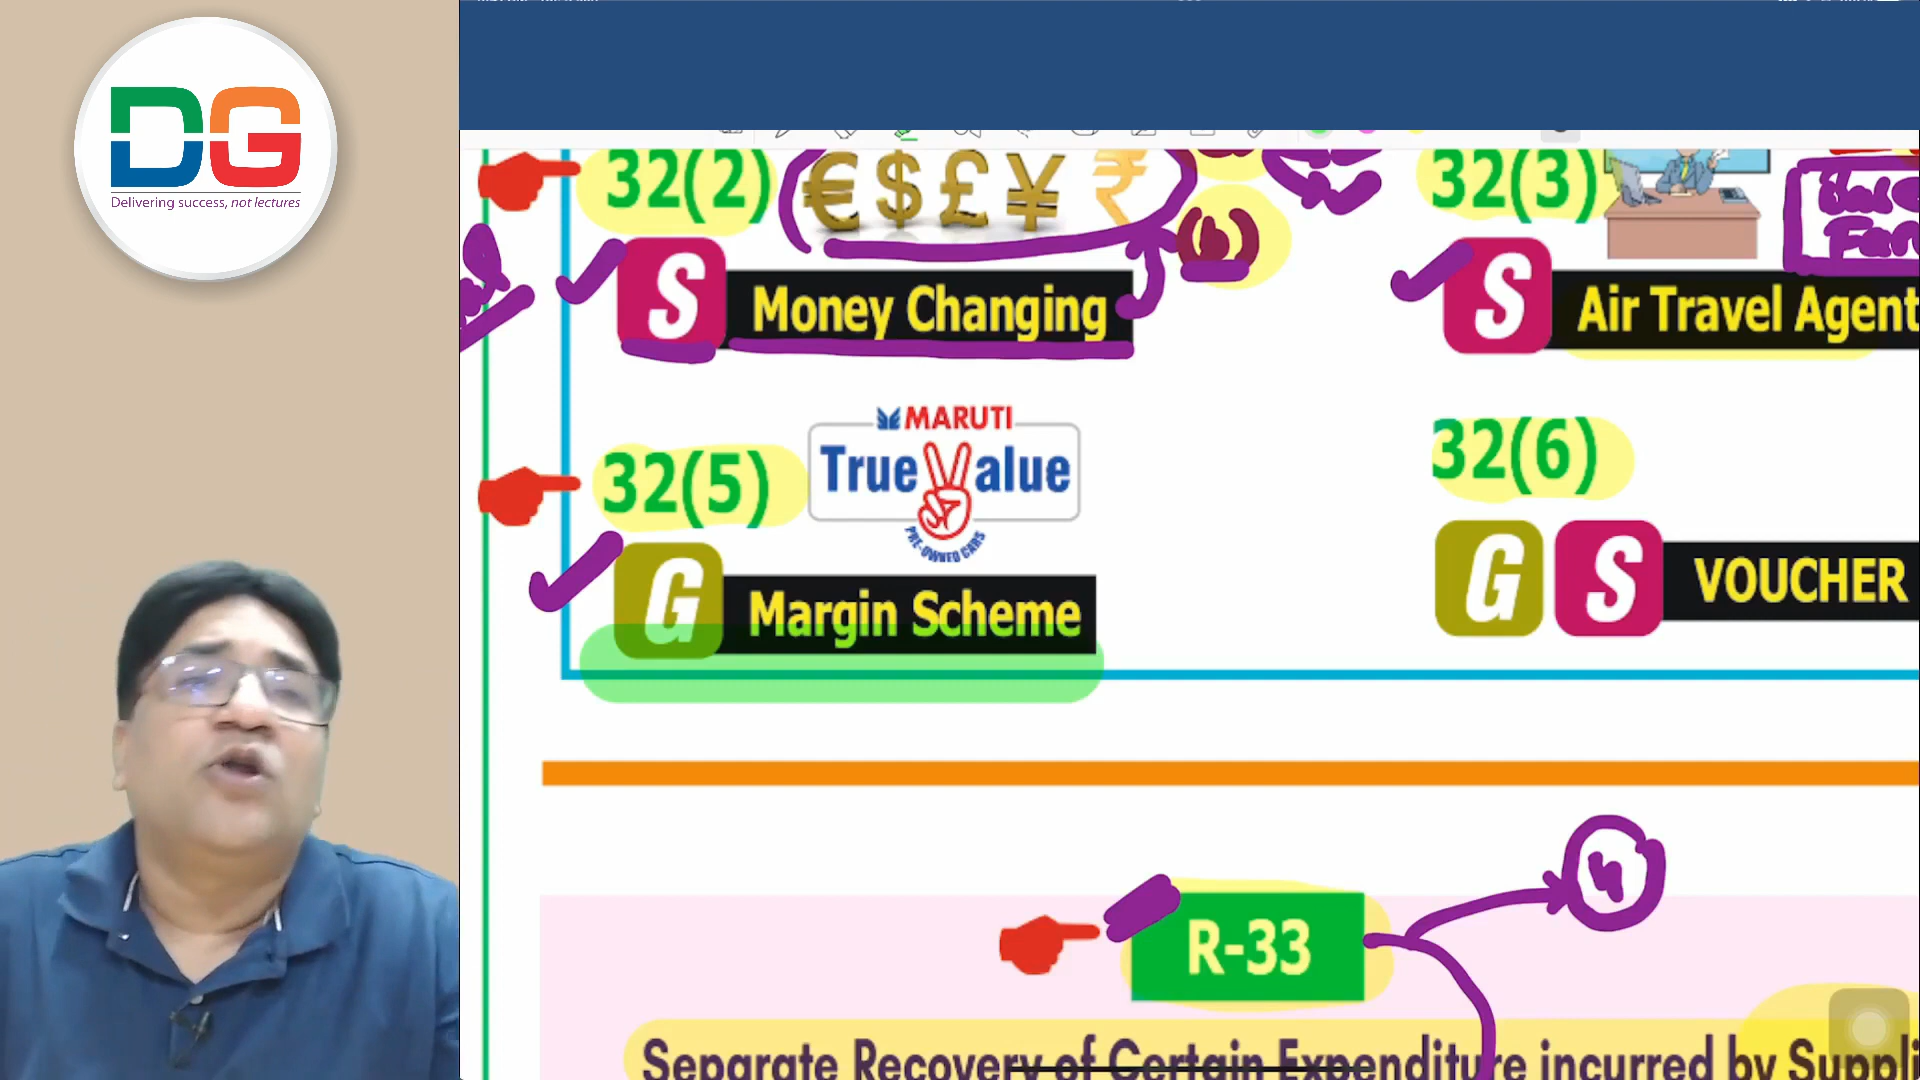 DG
Delivering success, not lectures
32(2) € $ £ ¥ ₹
(b)
S Money Changing
32(3)
S Air Travel Agent
MARUTI
32(5) True Value
PRE-OWNED CARS
G Margin Scheme
32(6)
G S VOUCHER
4
R-33
Separate Recovery of Certain Expenditure incurred by Suppli